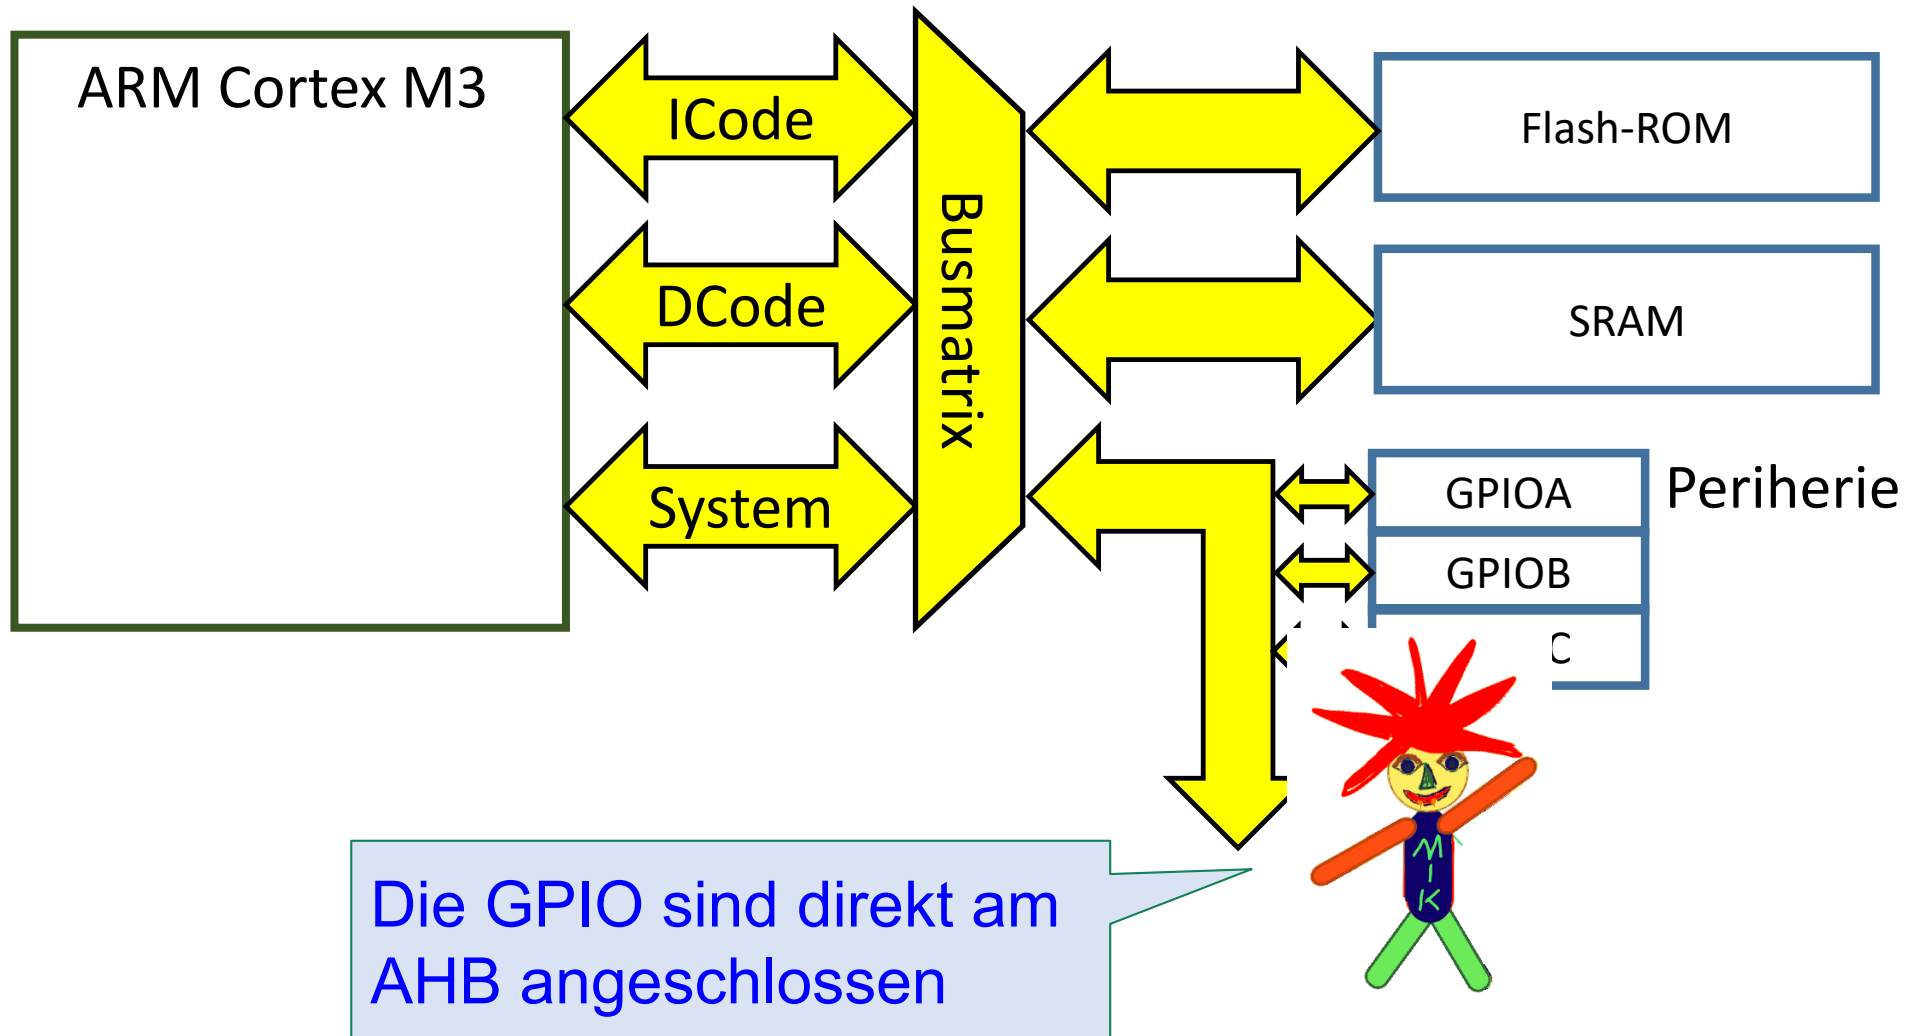 ARM Cortex M3
ICode
DCode
System
Busmatrix
Flash-ROM
SRAM
GPIOA
Periherie
GPIOB
C
Die GPIO sind direkt am
AHB angeschlossen
MIK